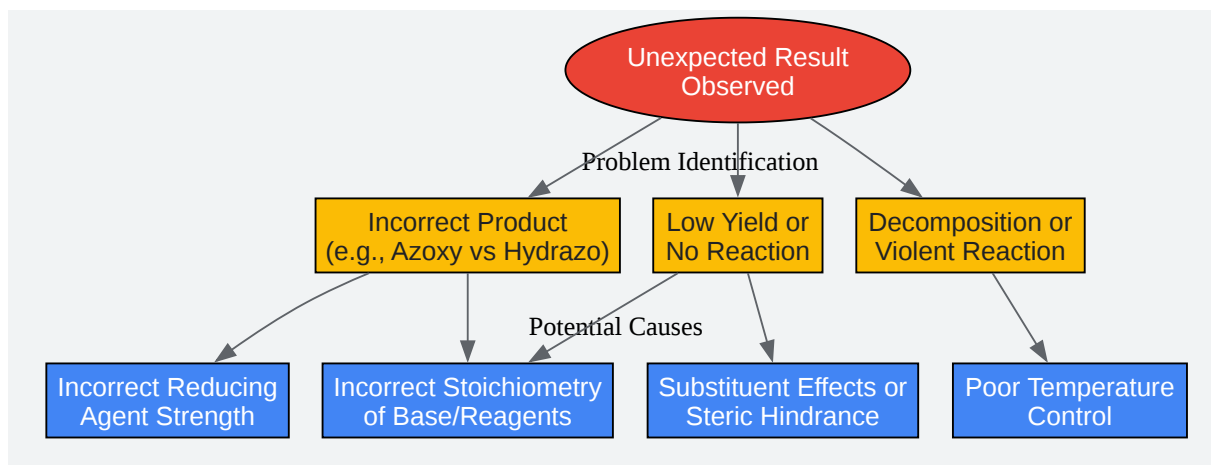 Unexpected Result
Observed
Problem Identification
Incorrect Product
(e.g., Azoxy vs Hydrazo)
Low Yield or
No Reaction
Decomposition or
Violent Reaction
Potential Causes
Incorrect Reducing
Agent Strength
Incorrect Stoichiometry
of Base/Reagents
Substituent Effects or
Steric Hindrance
Poor Temperature
Control